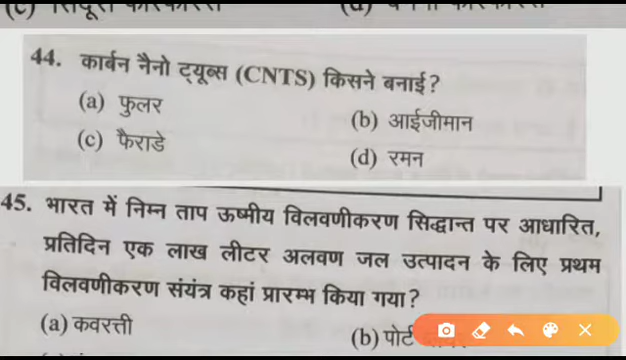 44. कार्बन नैनो ट्यूब्स (CNTS) किसने बनाई?
(a) फुलर
(b) आईजीमान
(c) फैराडे
(d) रमन
45. भारत में निम्न ताप ऊष्मीय विलवणीकरण सिद्धान्त पर आधारित,
प्रतिदिन एक लाख लीटर अलवण जल उत्पादन के लिए प्रथम
विलवणीकरण संयंत्र कहां प्रारम्भ किया गया?
(a) कवरत्ती
(b) पोर्ट